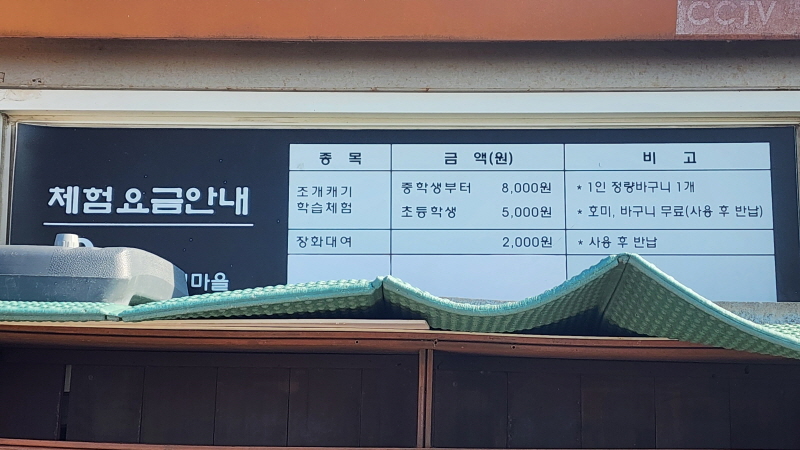 CCTV
체험요금안내
마을
종 목 금 액(원) 비 고
조개캐기 학습체험 중학생부터 8,000원 * 1인 정량바구니 1개
초등학생 5,000원 * 호미, 바구니 무료(사용 후 반납)
장화대여 2,000원 * 사용 후 반납